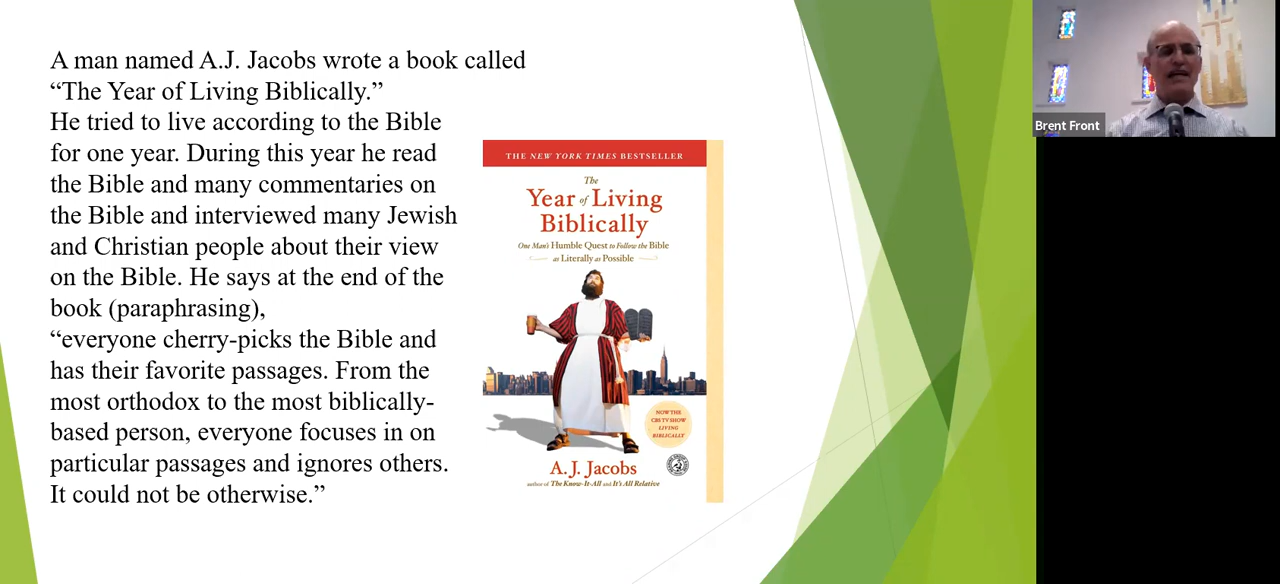 A man named A.J. Jacobs wrote a book called
“The Year of Living Biblically.”
He tried to live according to the Bible
for one year. During this year he read
the Bible and many commentaries on
the Bible and interviewed many Jewish
and Christian people about their view
on the Bible. He says at the end of the
book (paraphrasing),
“everyone cherry-picks the Bible and
has their favorite passages. From the
most orthodox to the most biblically-
based person, everyone focuses in on
particular passages and ignores others.
It could not be otherwise.”
THE NEW YORK TIMES BESTSELLER
The
Year of Living
Biblically
One Man's Humble Quest to Follow the Bible
as Literally as Possible
NOW THE
CBS TV SHOW
LIVING
BIBLICALLY
A.J. Jacobs
author of The Know-It-All and It's All Relative
Brent Front